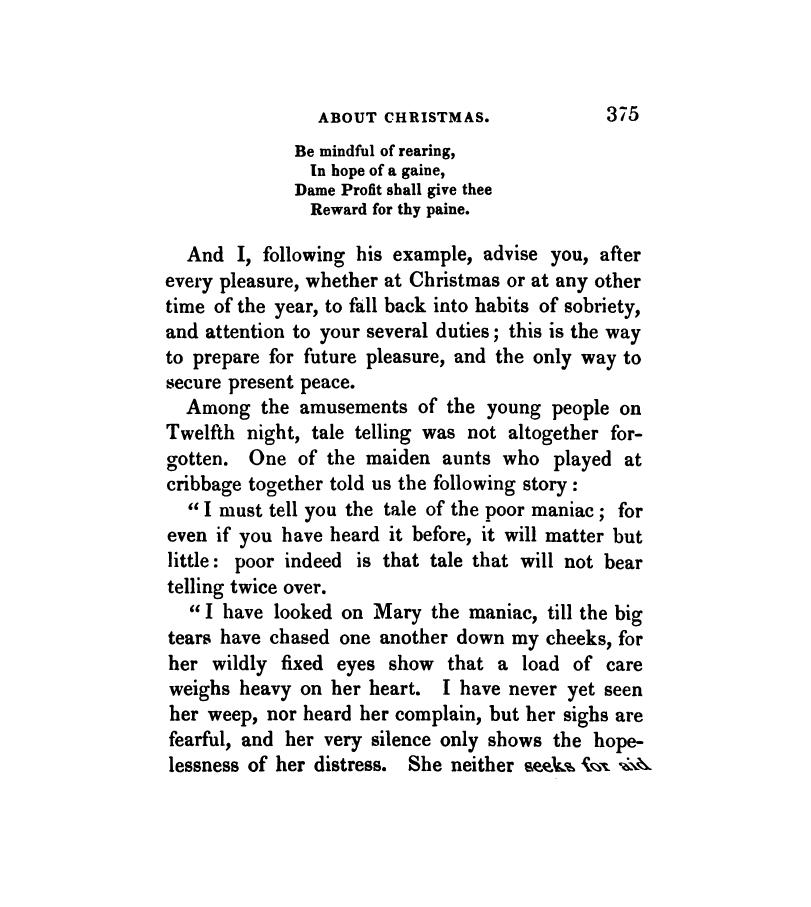 ABOUT CHRISTMAS. 375
Be mindful of rearing,
In hope of a gaine,
Dame Profit shall give thee
Reward for thy paine.
And I, following his example, advise you, after
every pleasure, whether at Christmas or at any other
time of the year, to fall back into habits of sobriety,
and attention to your several duties; this is the way
to prepare for future pleasure, and the only way to
secure present peace.
Among the amusements of the young people on
Twelfth night, tale telling was not altogether for-
gotten. One of the maiden aunts who played at
cribbage together told us the following story:
"I must tell you the tale of the poor maniac; for
even if you have heard it before, it will matter but
little: poor indeed is that tale that will not bear
telling twice over.
"I have looked on Mary the maniac, till the big
tears have chased one another down my cheeks, for
her wildly fixed eyes show that a load of care
weighs heavy on her heart. I have never yet seen
her weep, nor heard her complain, but her sighs are
fearful, and her very silence only shows the hope-
lessness of her distress. She neither seeks for aid